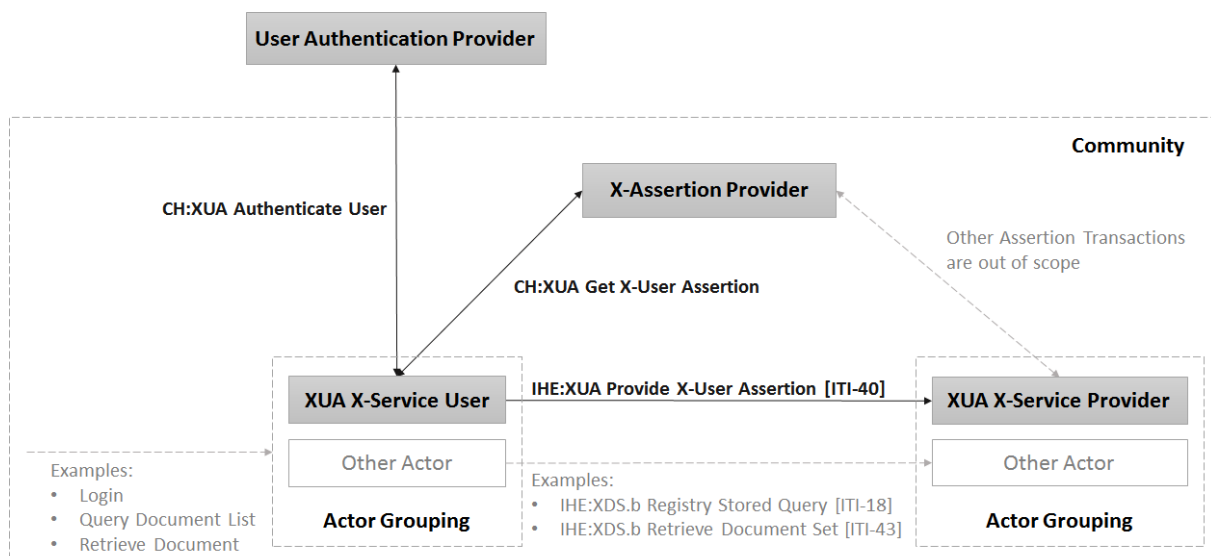 User Authentication Provider
Community
X-Assertion Provider
CH:XUA Authenticate User
Other Assertion Transactions
are out of scope
CH:XUA Get X-User Assertion
XUA X-Service User
IHE:XUA Provide X-User Assertion [ITI-40]
XUA X-Service Provider
Other Actor
Other Actor
Examples:
• Login
• Query Document List
• Retrieve Document
Actor Grouping
Examples:
• IHE:XDS.b Registry Stored Query [ITI-18]
• IHE:XDS.b Retrieve Document Set [ITI-43]
Actor Grouping